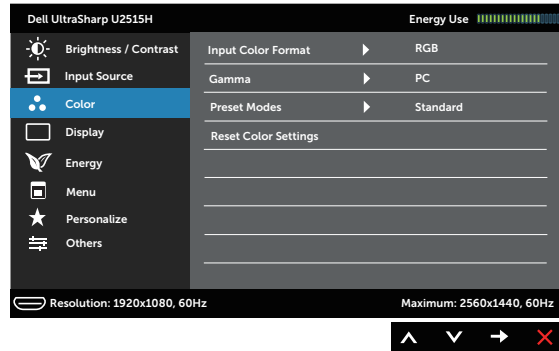 Dell UltraSharp U2515H Energy Use
Brightness / Contrast Input Color Format RGB
Input Source Gamma PC
Color Preset Modes Standard
Display Reset Color Settings
Energy
Menu
Personalize
Others
Resolution: 1920x1080, 60Hz Maximum: 2560x1440, 60Hz